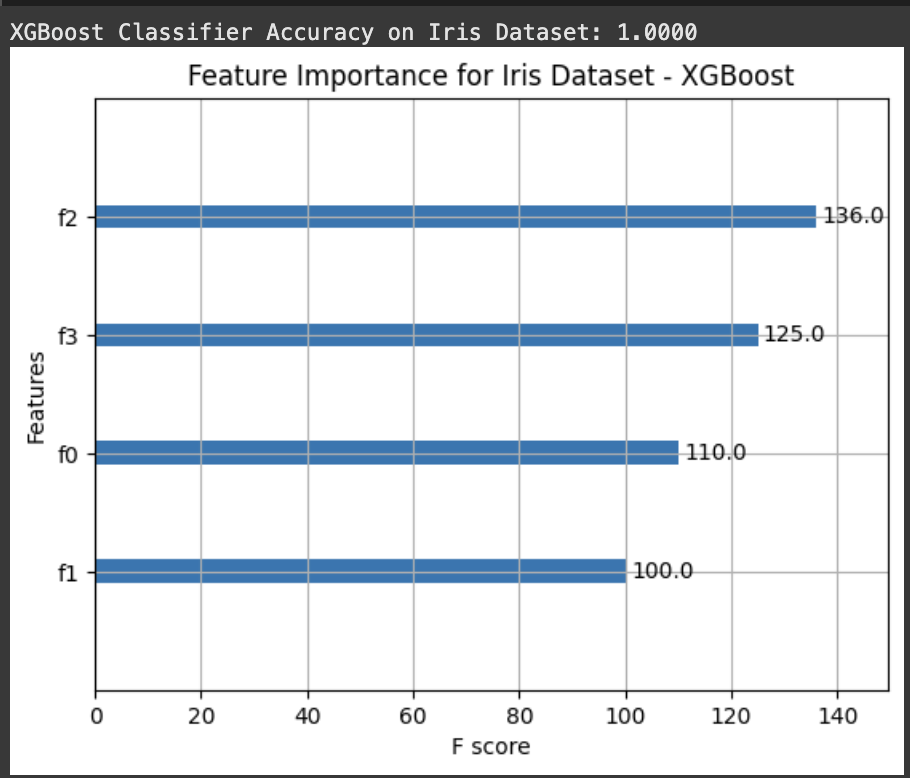 XGBoost Classifier Accuracy on Iris Dataset: 1.0000
Feature Importance for Iris Dataset - XGBoost
f2 136.0
f3 125.0
Features
f0 110.0
f1 100.0
0 20 40 60 80 100 120 140
F score